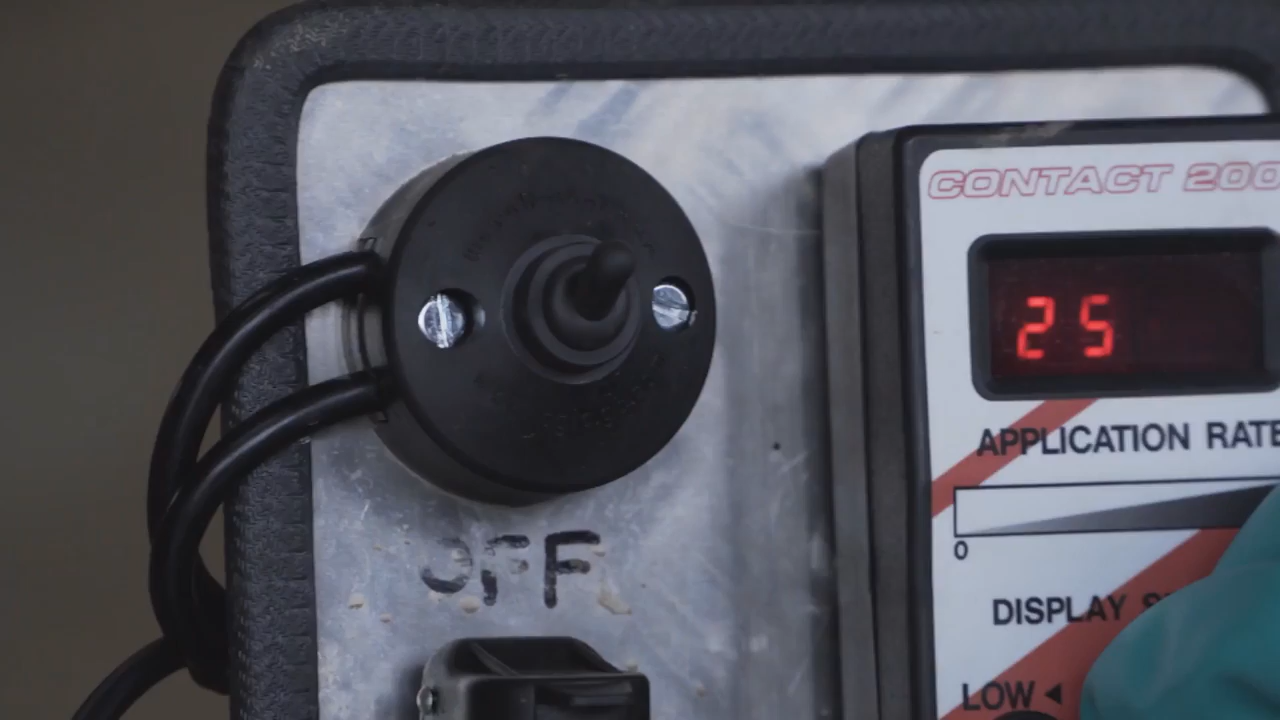 CONTACT 200
25
APPLICATION RATE
0
OFF
DISPLAY
LOW